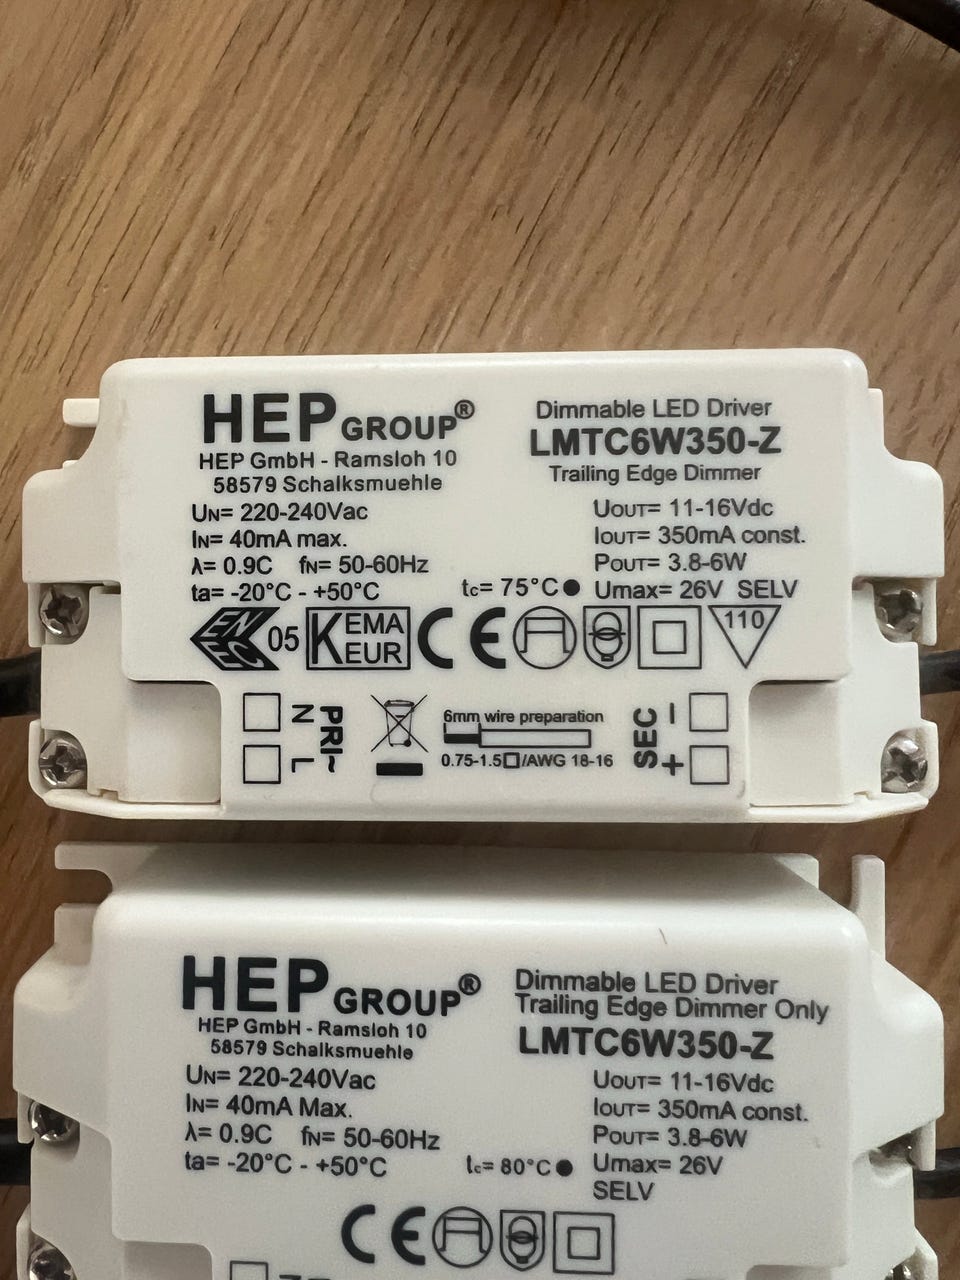 HEP GROUP®
HEP GmbH - Ramsloh 10
58579 Schalksmuehle
UN= 220-240Vac
IN= 40mA max.
λ= 0.9C fN= 50-60Hz
ta= -20°C - +50°C
Dimmable LED Driver
LMTC6W350-Z
Trailing Edge Dimmer
UOUT= 11-16Vdc
IOUT= 350mA const.
POUT= 3.8-6W
tc= 75°C● Umax= 26V SELV
ENEC 05 KEMA KEUR CE 110
N L PRI~
6mm wire preparation
0.75-1.5□/AWG 18-16
SEC - +
HEP GROUP®
HEP GmbH - Ramsloh 10
58579 Schalksmuehle
UN= 220-240Vac
IN= 40mA Max.
λ= 0.9C fN= 50-60Hz
ta= -20°C - +50°C
Dimmable LED Driver
Trailing Edge Dimmer Only
LMTC6W350-Z
UOUT= 11-16Vdc
IOUT= 350mA const.
POUT= 3.8-6W
tc= 80°C● Umax= 26V
SELV
CE